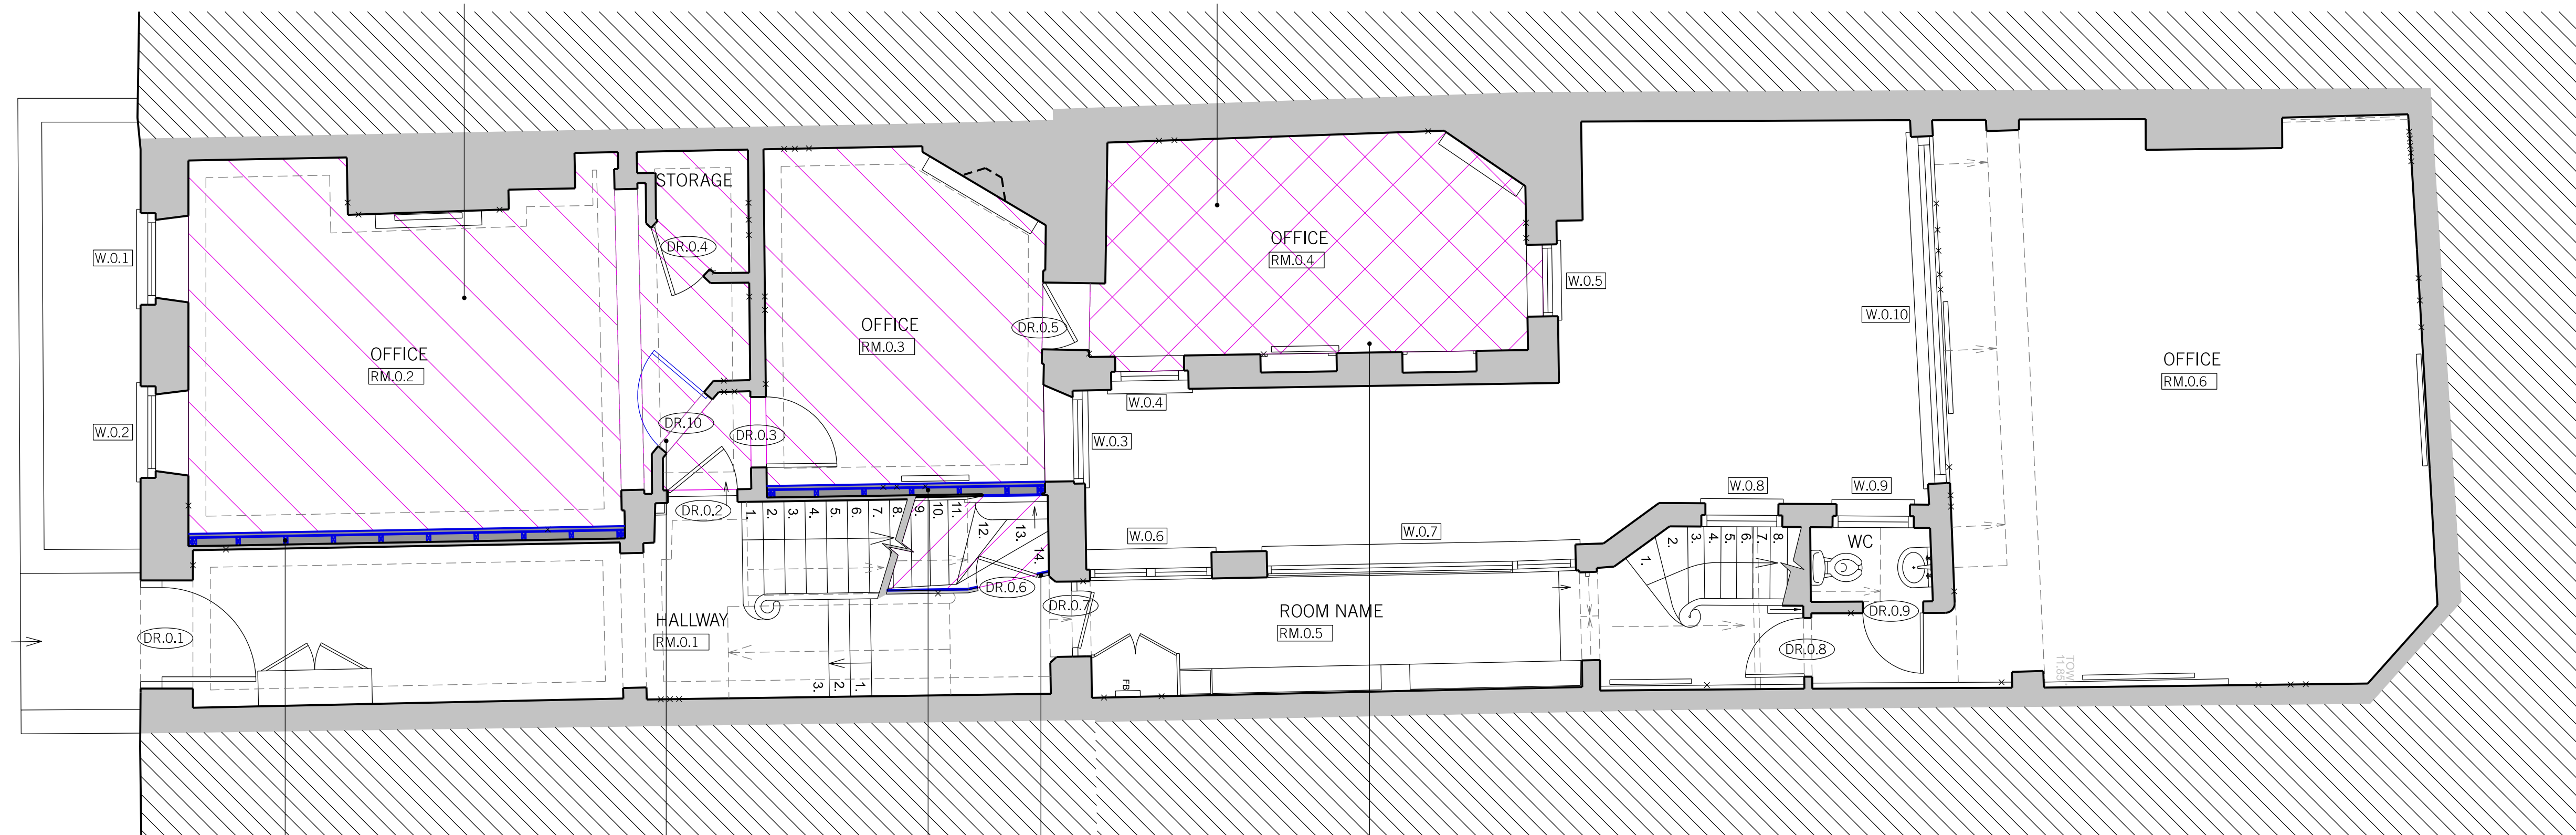 STORAGE
DR.0.4
W.0.1
OFFICE
RM.0.2
W.0.2
DR.10
DR.0.3
DR.0.2
OFFICE
RM.0.3
DR.0.5
OFFICE
RM.0.4
W.0.5
W.0.4
W.0.3
W.0.10
OFFICE
RM.0.6
W.0.6
W.0.7
W.0.8
W.0.9
WC
1.
2.
3.
4.
5.
6.
7.
8.
9.
10.
11.
12.
13.
14.
1.
2.
3.
4.
5.
6.
7.
8.
DR.0.6
DR.0.7
DR.0.1
HALLWAY
RM.0.1
3.
2.
1.
ROOM NAME
RM.0.5
FB
DR.0.9
DR.0.8